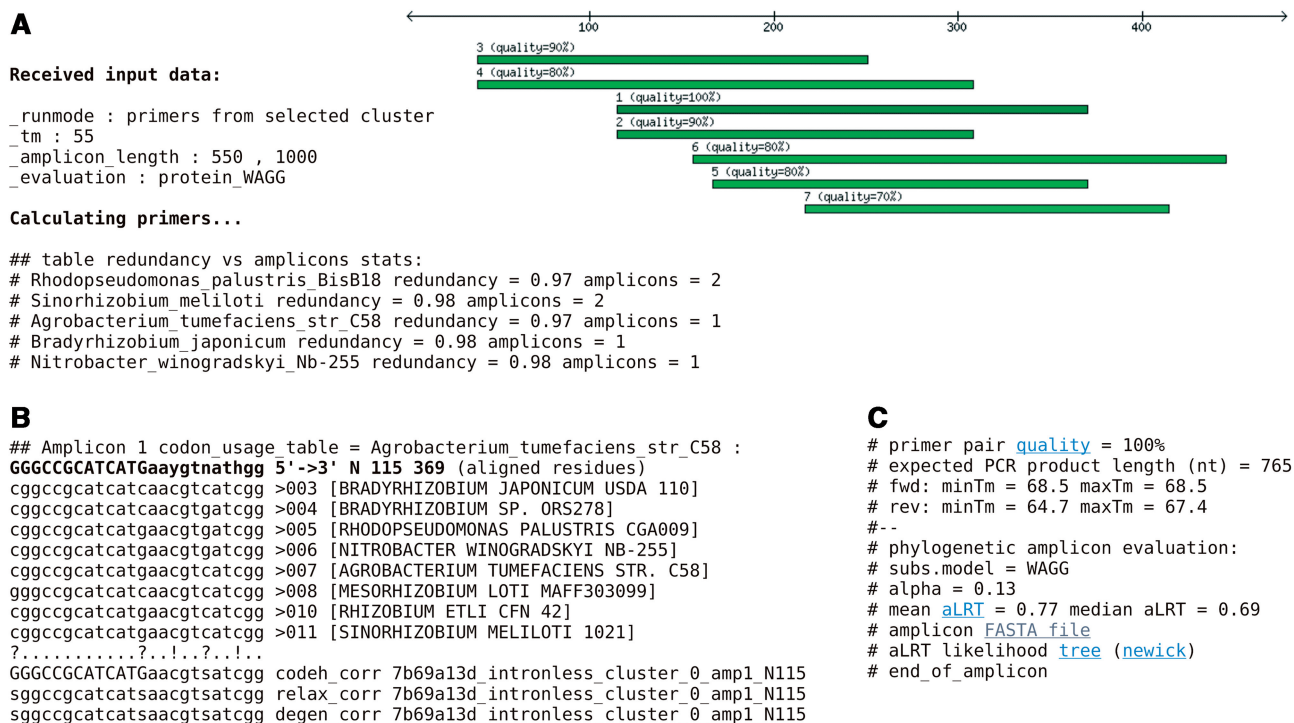 A
100 200 300 400
3 (quality=90%)
4 (quality=80%)
1 (quality=100%)
2 (quality=90%)
6 (quality=80%)
5 (quality=80%)
7 (quality=70%)
Received input data:
_runmode : primers from selected cluster
_tm : 55
_amplicon_length : 550 , 1000
_evaluation : protein_WAGG
Calculating primers...
## table redundancy vs amplicons stats:
# Rhodopseudomonas_palustris_BisB18 redundancy = 0.97 amplicons = 2
# Sinorhizobium_meliloti redundancy = 0.98 amplicons = 2
# Agrobacterium_tumefaciens_str_C58 redundancy = 0.97 amplicons = 1
# Bradyrhizobium_japonicum redundancy = 0.98 amplicons = 1
# Nitrobacter_winogradskyi_Nb-255 redundancy = 0.98 amplicons = 1
B
## Amplicon 1 codon_usage_table = Agrobacterium_tumefaciens_str_C58 :
GGGCCGCATCATGaaygtnathgg 5'->3' N 115 369 (aligned residues)
cggccgcatcatcaacgtcatcgg >003 [BRADYRHIZOBIUM JAPONICUM USDA 110]
cggccgcatcatcaacgtgatcgg >004 [BRADYRHIZOBIUM SP. ORS278]
cggccgcatcatgaacgtgatcgg >005 [RHODOPSEUDOMONAS PALUSTRIS CGA009]
cggccgcatcatgaacgtgatcgg >006 [NITROBACTER WINOGRADSKYI NB-255]
cggccgcatcatgaacgtgatcgg >007 [AGROBACTERIUM TUMEFACIENS STR. C58]
gggccgcatcatgaacgtcatcgg >008 [MESORHIZOBIUM LOTI MAFF303099]
cggccgcatcatgaacgtcatcgg >010 [RHIZOBIUM ETLI CFN 42]
cggccgcatcatgaacgtcatcgg >011 [SINORHIZOBIUM MELILOTI 1021]
?...........?..!..?..!..
GGGCCGCATCATGaacgtsatcgg codeh_corr 7b69a13d_intronless_cluster_0_amp1_N115
sggccgcatcatsaacgtsatcgg relax_corr 7b69a13d_intronless_cluster_0_amp1_N115
sggccgcatcatsaacgtsatcgg degen_corr 7b69a13d_intronless_cluster_0_amp1_N115
C
# primer pair quality = 100%
# expected PCR product length (nt) = 765
# fwd: minTm = 68.5 maxTm = 68.5
# rev: minTm = 64.7 maxTm = 67.4
#--
# phylogenetic amplicon evaluation:
# subs.model = WAGG
# alpha = 0.13
# mean aLRT = 0.77 median aLRT = 0.69
# amplicon FASTA file
# aLRT likelihood tree (newick)
# end_of_amplicon